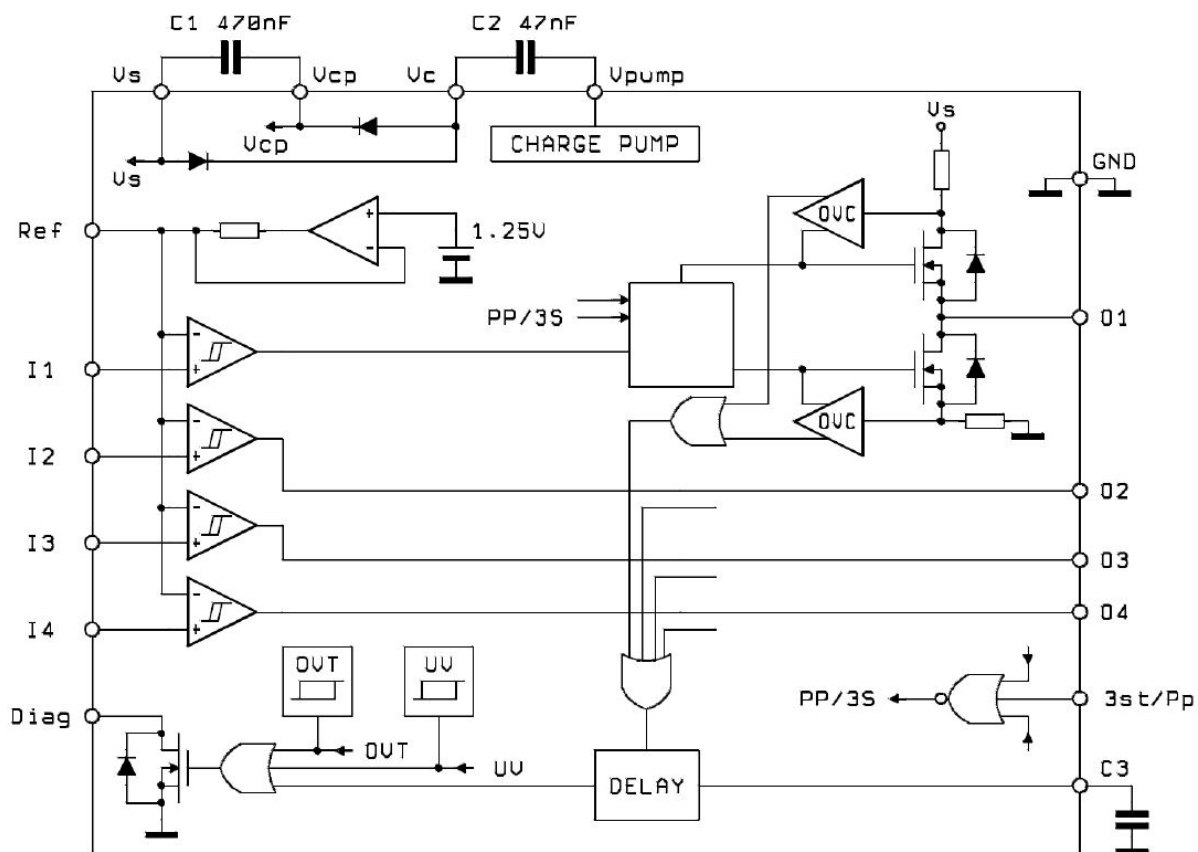 C1 470nF
C2 47nF
Vs
Vcp
Vc
Vpump
Vs
Vcp
CHARGE PUMP
Vs
GND
Ref
OVC
1.25V
PP/3S
O1
I1
OVC
I2
O2
I3
O3
I4
O4
OVT
UV
PP/3S
3st/Pp
Diag
OVT
UV
DELAY
C3